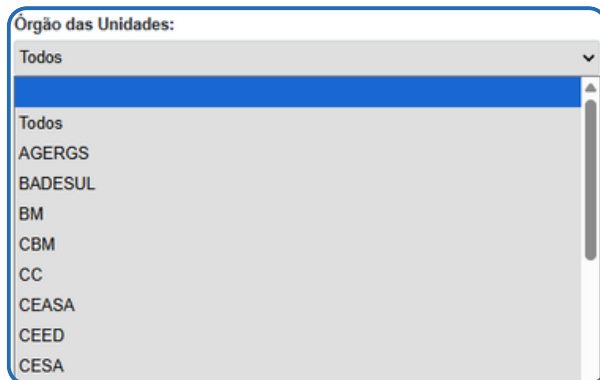 Órgão das Unidades:
Todos
Todos
AGERGS
BADESUL
BM
CBM
CC
CEASA
CEED
CESA